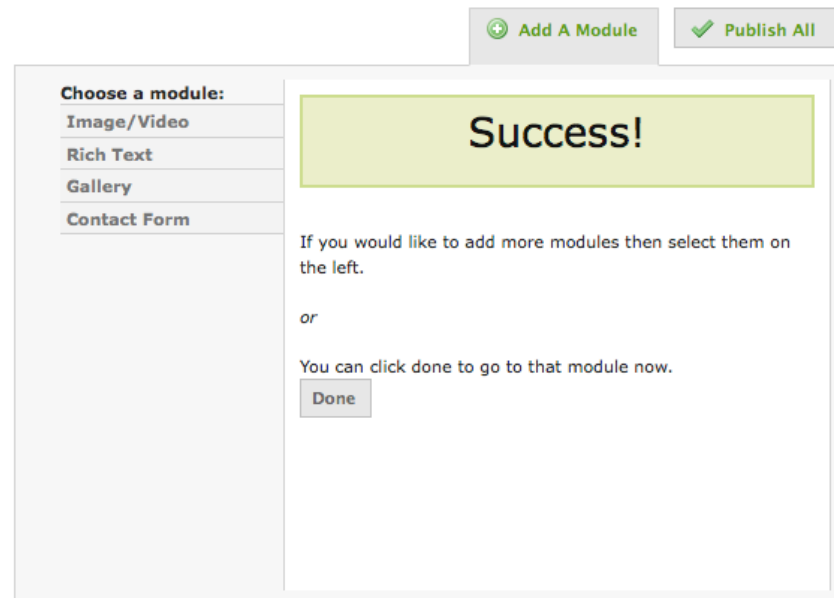 Add A Module
Publish All
Choose a module:
Image/Video
Rich Text
Gallery
Contact Form
Success!
If you would like to add more modules then select them on
the left.
or
You can click done to go to that module now.
Done